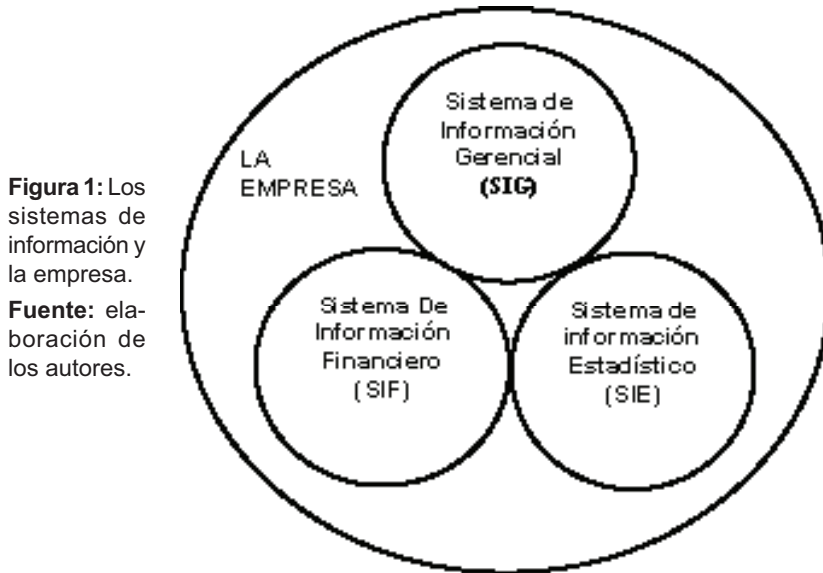 Figura 1: Los
sistemas de
información y
la empresa.
Fuente: ela-
boración de
los autores.
LA
EMPRESA
Sistema de
Información
Gerencial
(SIG)
Sistema De
Información
Financiero
(SIF)
Sistema de
información
Estadístico
(SIE)